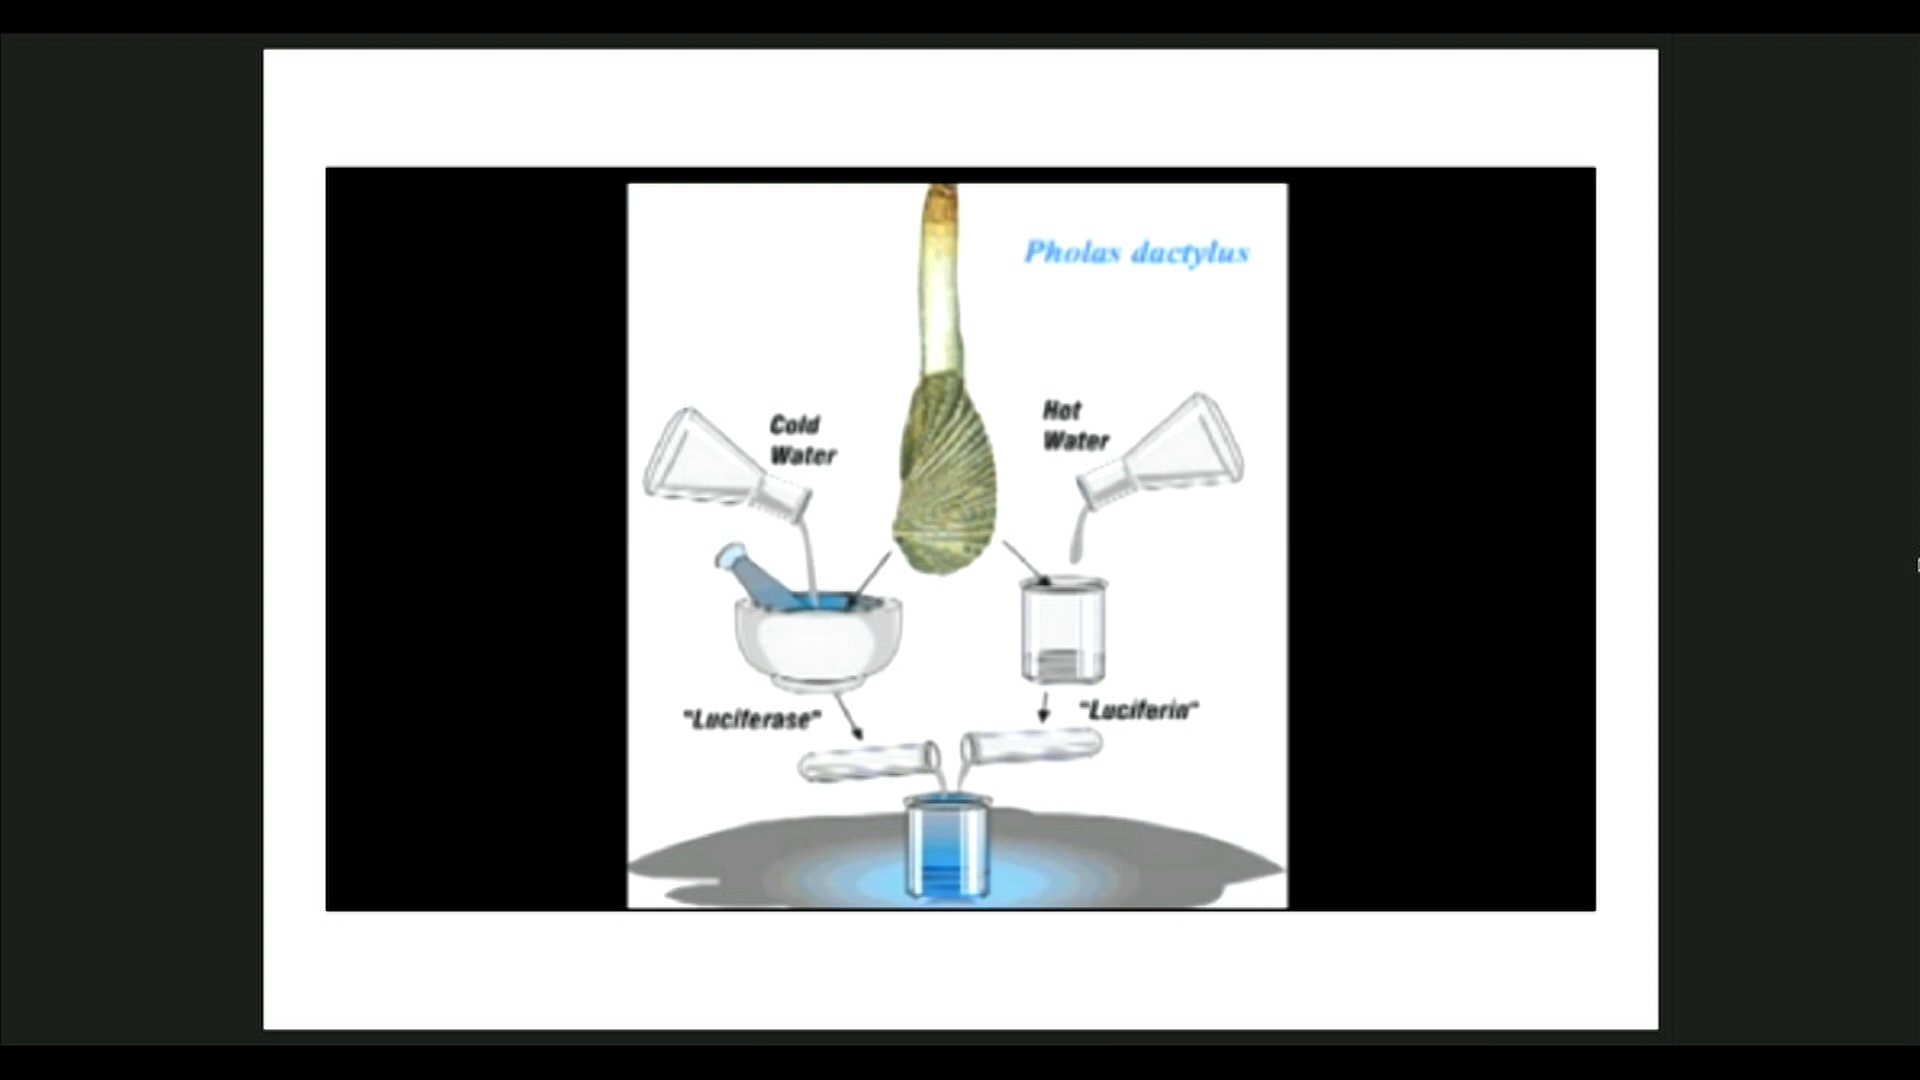 Pholas dactylus
Cold
Water
Hot
Water
"Luciferase"
"Luciferin"